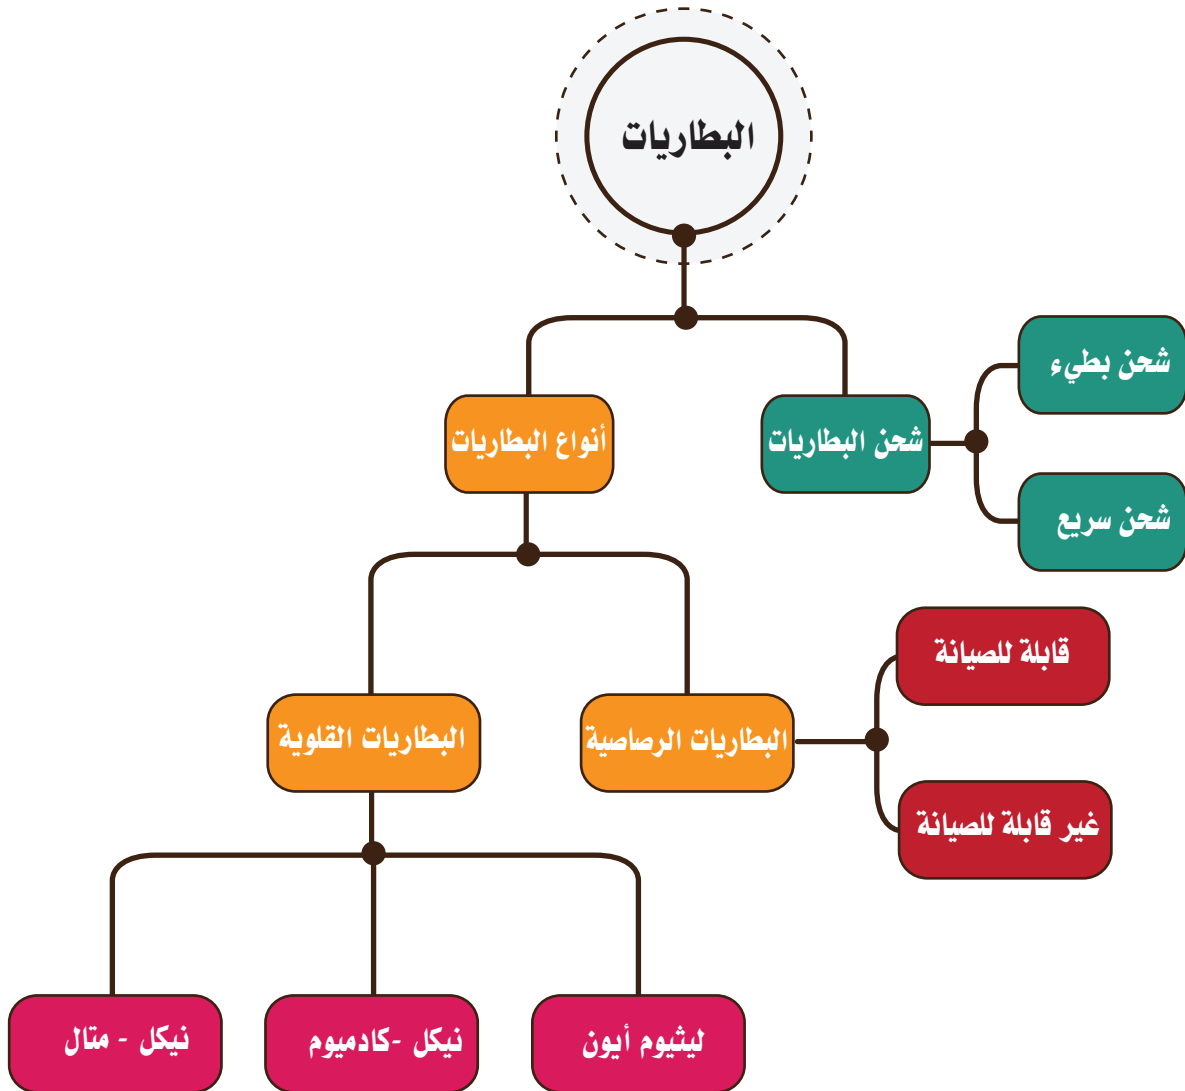 البطاريات
شحن بطيء
شحن البطاريات
أنواع البطاريات
شحن سريع
قابلة للصيانة
البطاريات الرصاصية
البطاريات القلوية
غير قابلة للصيانة
ليثيوم أيون
نيكل -كادميوم
نيكل - متال